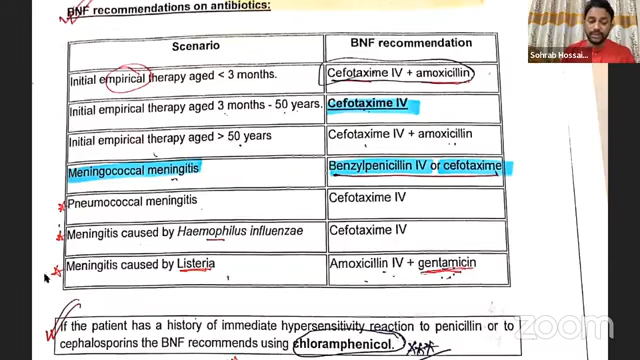 BNF recommendations on antibiotics:
Sohrab Hossai...
Scenario BNF recommendation
Initial empirical therapy aged < 3 months. Cefotaxime IV + amoxicillin
Initial empirical therapy aged 3 months - 50 years. Cefotaxime IV
Initial empirical therapy aged > 50 years Cefotaxime IV + amoxicillin
Meningococcal meningitis Benzylpenicillin IV or cefotaxime
Pneumococcal meningitis Cefotaxime IV
Meningitis caused by Haemophilus influenzae Cefotaxime IV
Meningitis caused by Listeria Amoxicillin IV + gentamicin
If the patient has a history of immediate hypersensitivity reaction to penicillin or to
cephalosporins the BNF recommends using chloramphenicol.
zoom